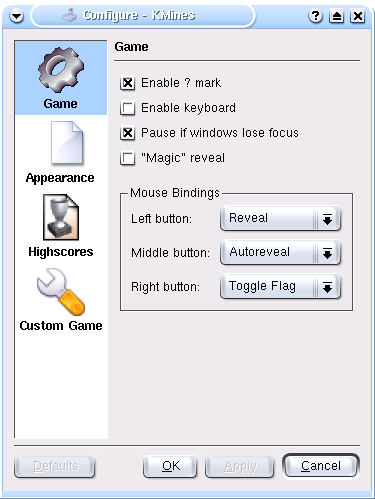 Configure - KMines
?
Game
Game
Appearance
Highscores
Custom Game
Enable ? mark
Enable keyboard
Pause if windows lose focus
"Magic" reveal
Mouse Bindings
Left button: Reveal
Middle button: Autoreveal
Right button: Toggle Flag
Defaults OK Apply Cancel